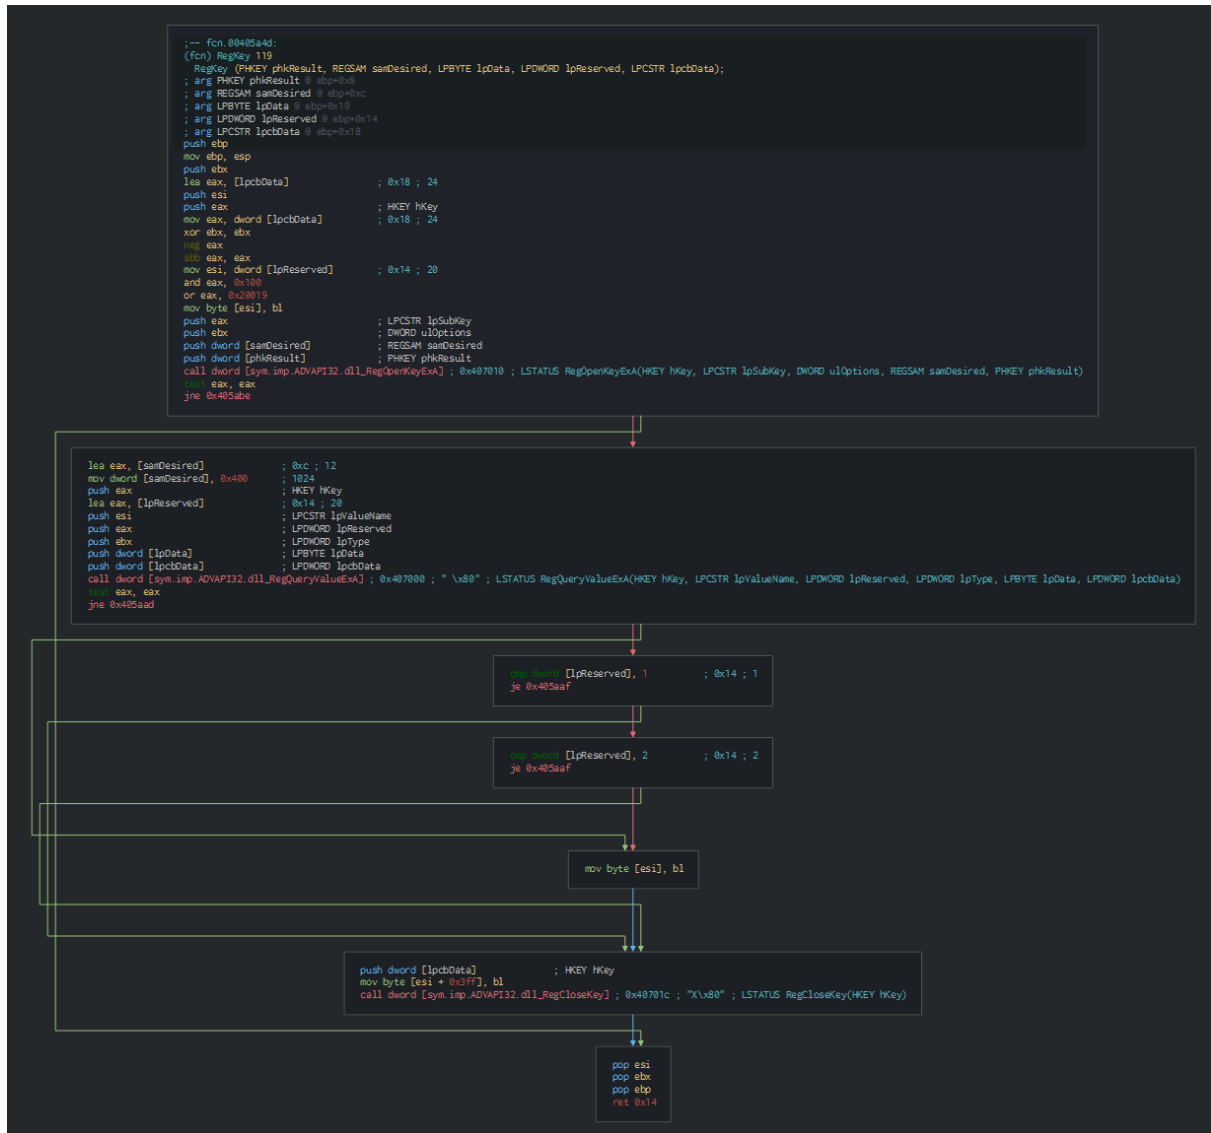 ;-- fcn.00405a4d:
(fcn) RegKey 119
RegKey (PHKEY phkResult, REGSAM samDesired, LPBYTE lpData, LPDWORD lpReserved, LPCSTR lpcbData);
; arg PHKEY phkResult @ ebp+0x8
; arg REGSAM samDesired @ ebp+0xc
; arg LPBYTE lpData @ ebp+0x10
; arg LPDWORD lpReserved @ ebp+0x14
; arg LPCSTR lpcbData @ ebp+0x18
push ebp
mov ebp, esp
push ebx
lea eax, [lpcbData] ; 0x18 ; 24
push esi
push eax ; HKEY hKey
mov eax, dword [lpcbData] ; 0x18 ; 24
xor ebx, ebx
neg eax
sbb eax, eax
mov esi, dword [lpReserved] ; 0x14 ; 20
and eax, 0x100
or eax, 0x20019
mov byte [esi], bl
push eax ; LPCSTR lpSubKey
push ebx ; DWORD ulOptions
push dword [samDesired] ; REGSAM samDesired
push dword [phkResult] ; PHKEY phkResult
call dword [sym.imp.ADVAPI32.dll_RegOpenKeyExA] ; 0x407010 ; LSTATUS RegOpenKeyExA(HKEY hKey, LPCSTR lpSubKey, DWORD ulOptions, REGSAM samDesired, PHKEY phkResult)
test eax, eax
jne 0x405abe
lea eax, [samDesired] ; 0xc ; 12
mov dword [samDesired], 0x400 ; 1024
push eax ; HKEY hKey
lea eax, [lpReserved] ; 0x14 ; 20
push esi ; LPCSTR lpValueName
push eax ; LPDWORD lpReserved
push ebx ; LPDWORD lpType
push dword [lpData] ; LPBYTE lpData
push dword [lpcbData] ; LPDWORD lpcbData
call dword [sym.imp.ADVAPI32.dll_RegQueryValueExA] ; 0x407000 ; " \x80" ; LSTATUS RegQueryValueExA(HKEY hKey, LPCSTR lpValueName, LPDWORD lpReserved, LPDWORD lpType, LPBYTE lpData, LPDWORD lpcbData)
test eax, eax
jne 0x405aad
cmp dword [lpReserved], 1 ; 0x14 ; 1
je 0x405aaf
cmp dword [lpReserved], 2 ; 0x14 ; 2
je 0x405aaf
mov byte [esi], bl
push dword [lpcbData] ; HKEY hKey
mov byte [esi + 0x3ff], bl
call dword [sym.imp.ADVAPI32.dll_RegCloseKey] ; 0x40701c ; "X\x80" ; LSTATUS RegCloseKey(HKEY hKey)
pop esi
pop ebx
pop ebp
ret 0x14